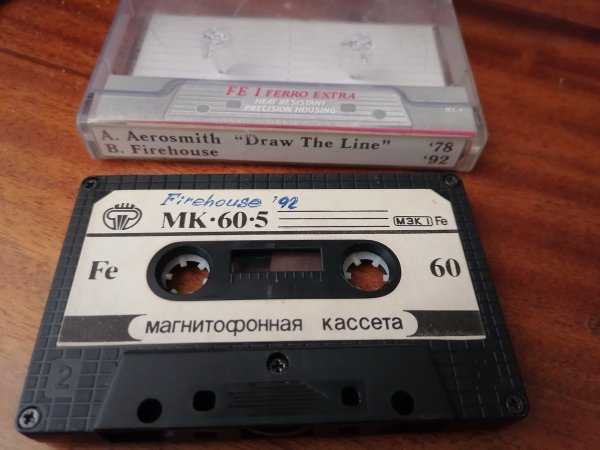 FE I FERRO EXTRA
HEAT RESISTANT
PRECISION HOUSING
A. Aerosmith "Draw The Line" '78
B. Firehouse '92
Firehouse '92
МК·60·5
МЭК I Fe
Fe 60
магнитофонная кассета
2